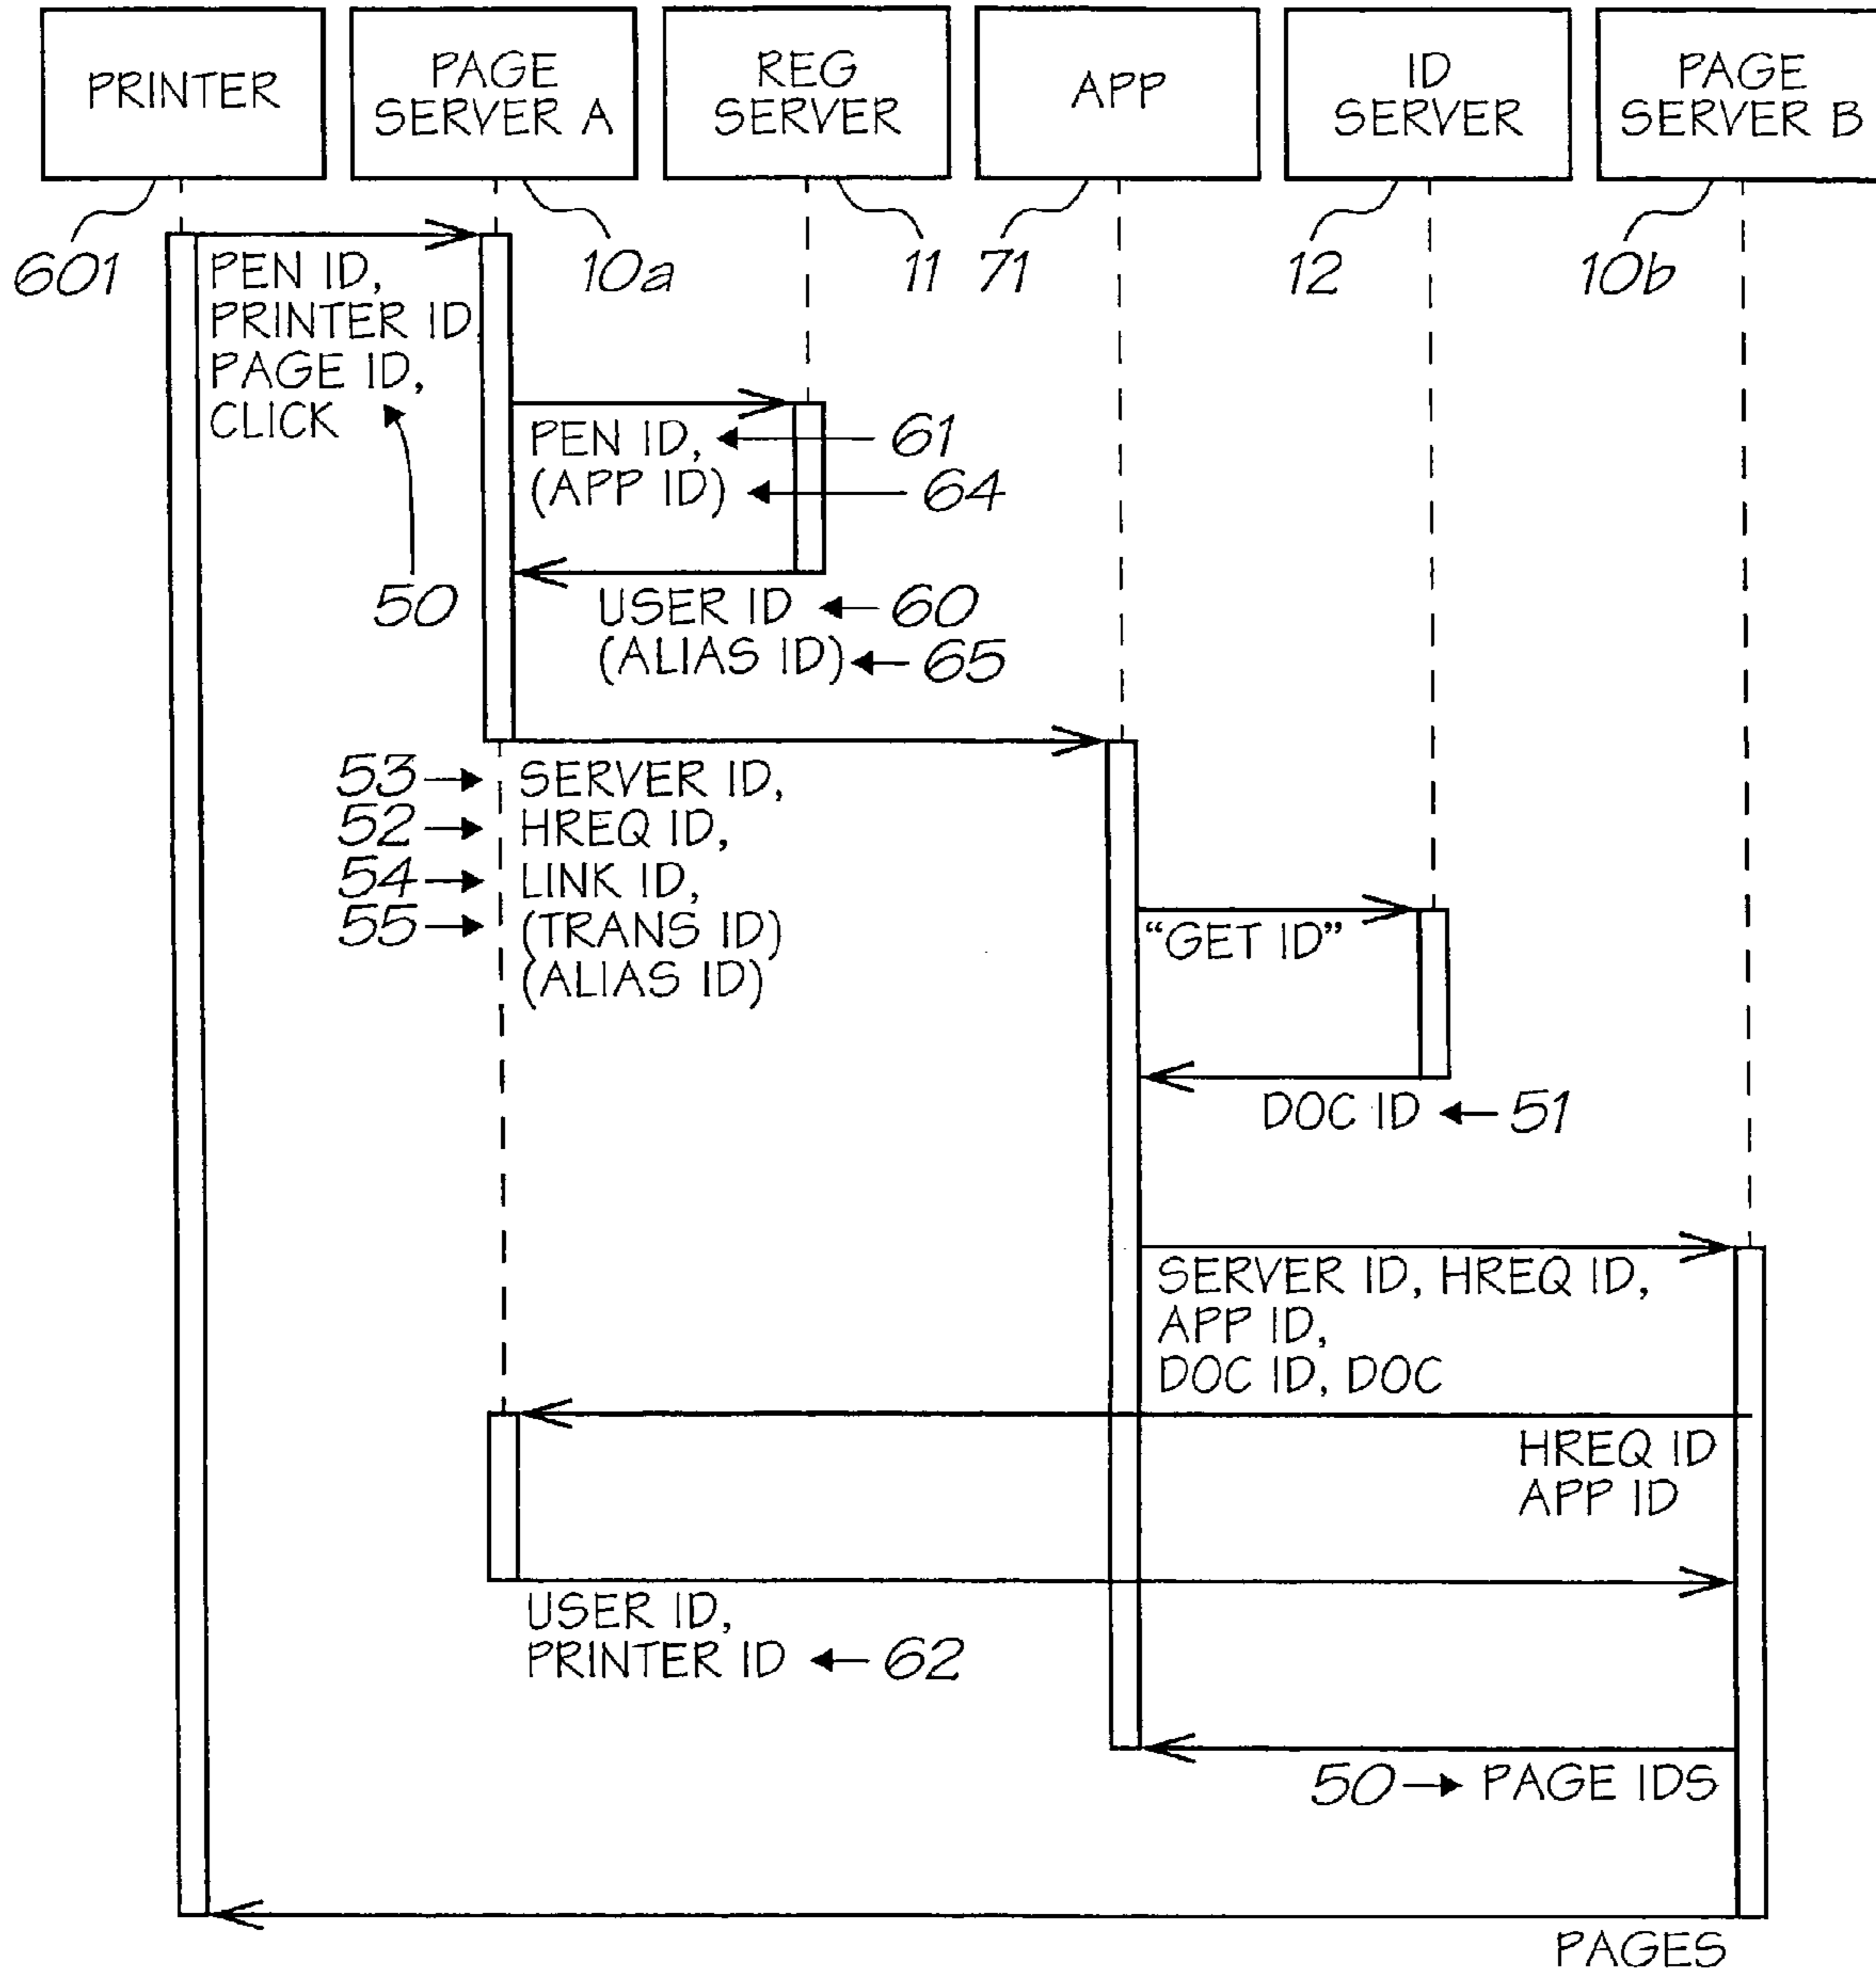 PRINTER
PAGE
SERVER A
REG
SERVER
APP
ID
SERVER
PAGE
SERVER B
601
10a
11
71
12
10b
PEN ID,
PRINTER ID
PAGE ID,
CLICK
50
PEN ID,
61
(APP ID)
64
USER ID
60
(ALIAS ID)
65
53
SERVER ID,
52
HREQ ID,
54
LINK ID,
55
(TRANS ID)
(ALIAS ID)
“GET ID”
DOC ID
51
SERVER ID, HREQ ID,
APP ID,
DOC ID, DOC
HREQ ID
APP ID
USER ID,
PRINTER ID
62
50
PAGE IDS
PAGES